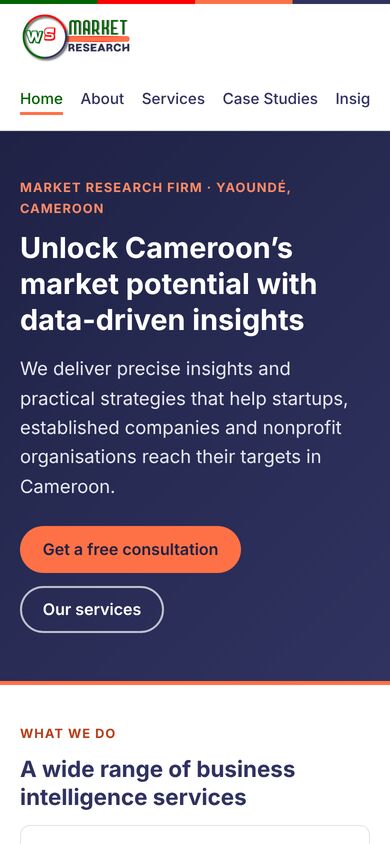 WS MARKET
RESEARCH
Home About Services Case Studies Insig
MARKET RESEARCH FIRM · YAOUNDÉ,
CAMEROON
Unlock Cameroon’s
market potential with
data-driven insights
We deliver precise insights and
practical strategies that help startups,
established companies and nonprofit
organisations reach their targets in
Cameroon.
Get a free consultation
Our services
WHAT WE DO
A wide range of business
intelligence services